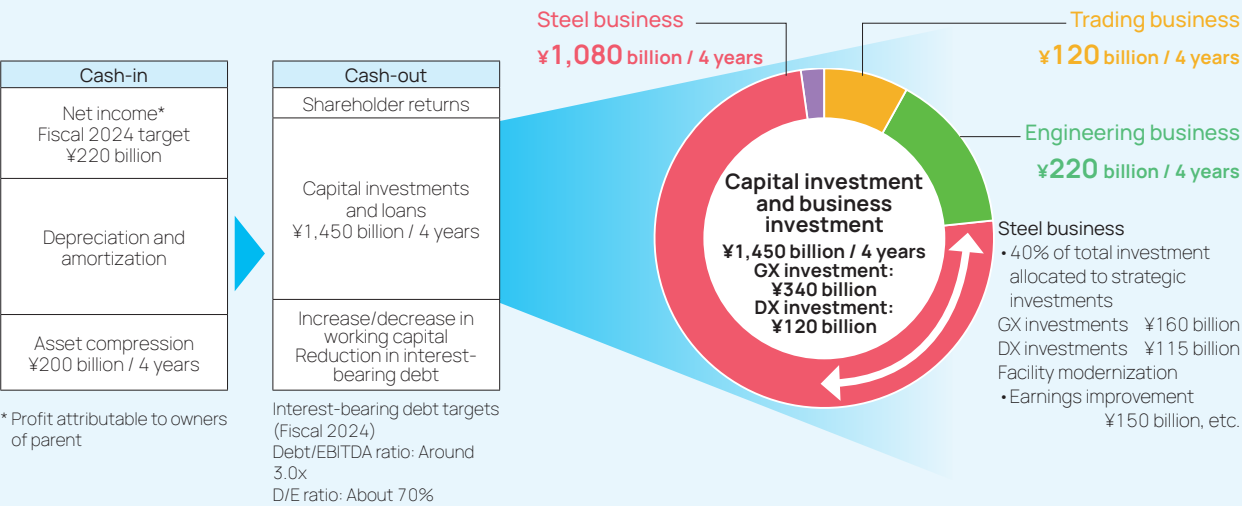 Cash-in
Net income*
Fiscal 2024 target
¥220 billion
Depreciation and
amortization
Asset compression
¥200 billion / 4 years
* Profit attributable to owners
of parent
Cash-out
Shareholder returns
Capital investments
and loans
¥1,450 billion / 4 years
Increase/decrease in
working capital
Reduction in interest-
bearing debt
Interest-bearing debt targets
(Fiscal 2024)
Debt/EBITDA ratio: Around
3.0x
D/E ratio: About 70%
Steel business
¥1,080 billion / 4 years
Trading business
¥120 billion / 4 years
Engineering business
¥220 billion / 4 years
Capital investment
and business
investment
¥1,450 billion / 4 years
GX investment:
¥340 billion
DX investment:
¥120 billion
Steel business
•40% of total investment
allocated to strategic
investments
GX investments ¥160 billion
DX investments ¥115 billion
Facility modernization
•Earnings improvement
¥150 billion, etc.